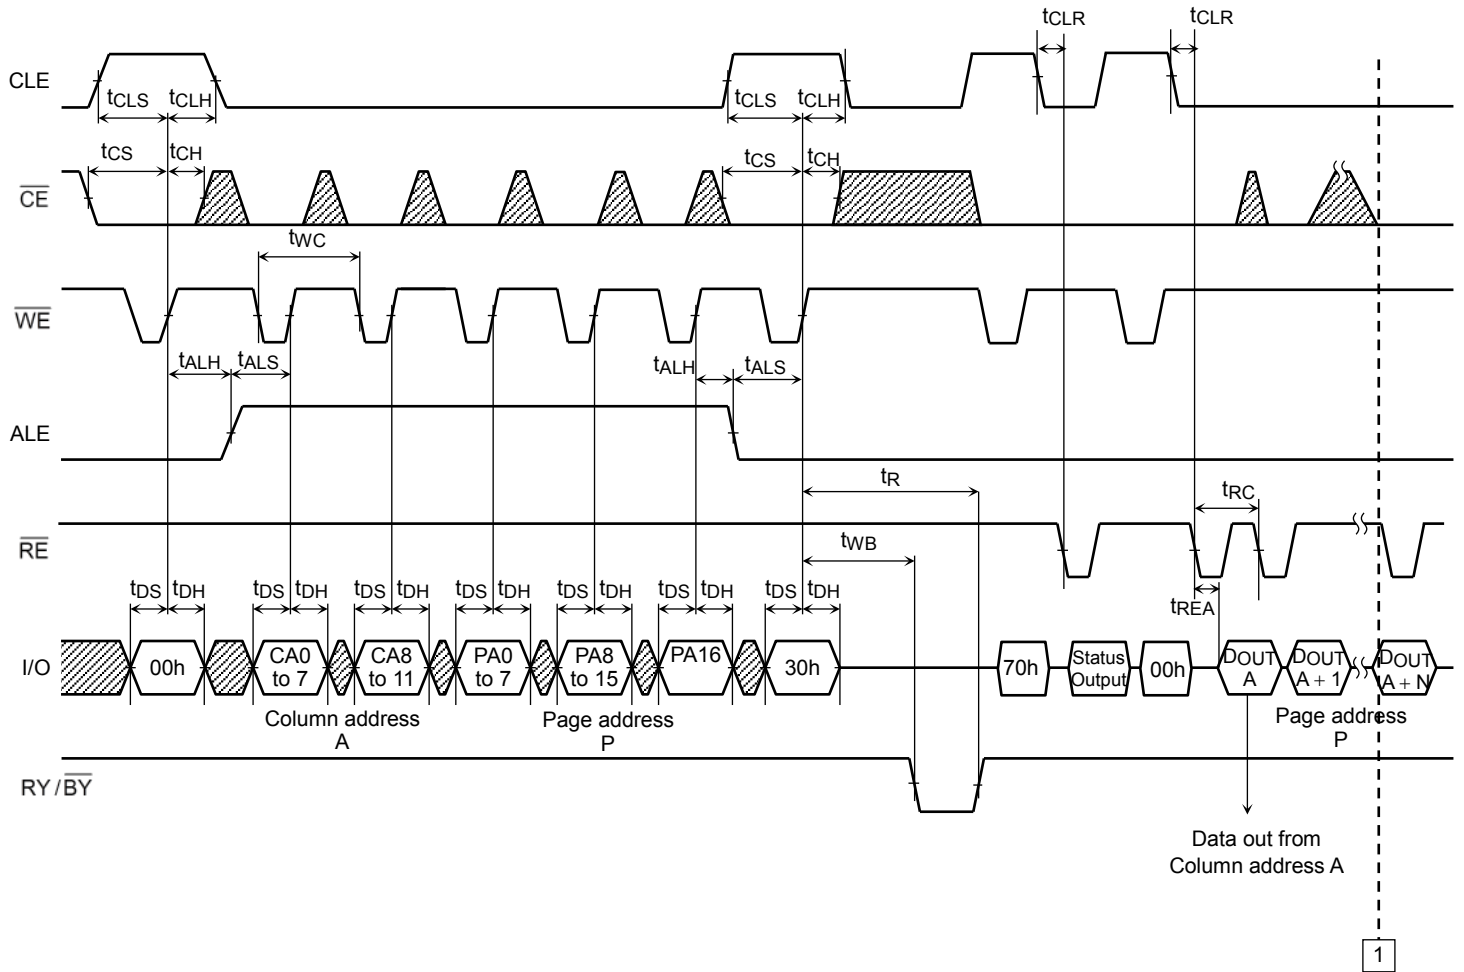 tCLR tCLR
CLE
tCLS tCLH tCLS tCLH
tCS tCH tCS tCH
CE
tWC
WE
tALH tALS tALH tALS
ALE
tR
tRC
RE
tWB
tDS tDH tDS tDH tDS tDH tDS tDH tDS tDH tDS tDH tDS tDH
tREA
I/O 00h CA0 to 7 CA8 to 11 PA0 to 7 PA8 to 15 PA16 30h 70h Status Output 00h DOUT A DOUT A + 1 DOUT A + N
Column address A
Page address P
Page address P
RY/BY
Data out from
Column address A
1